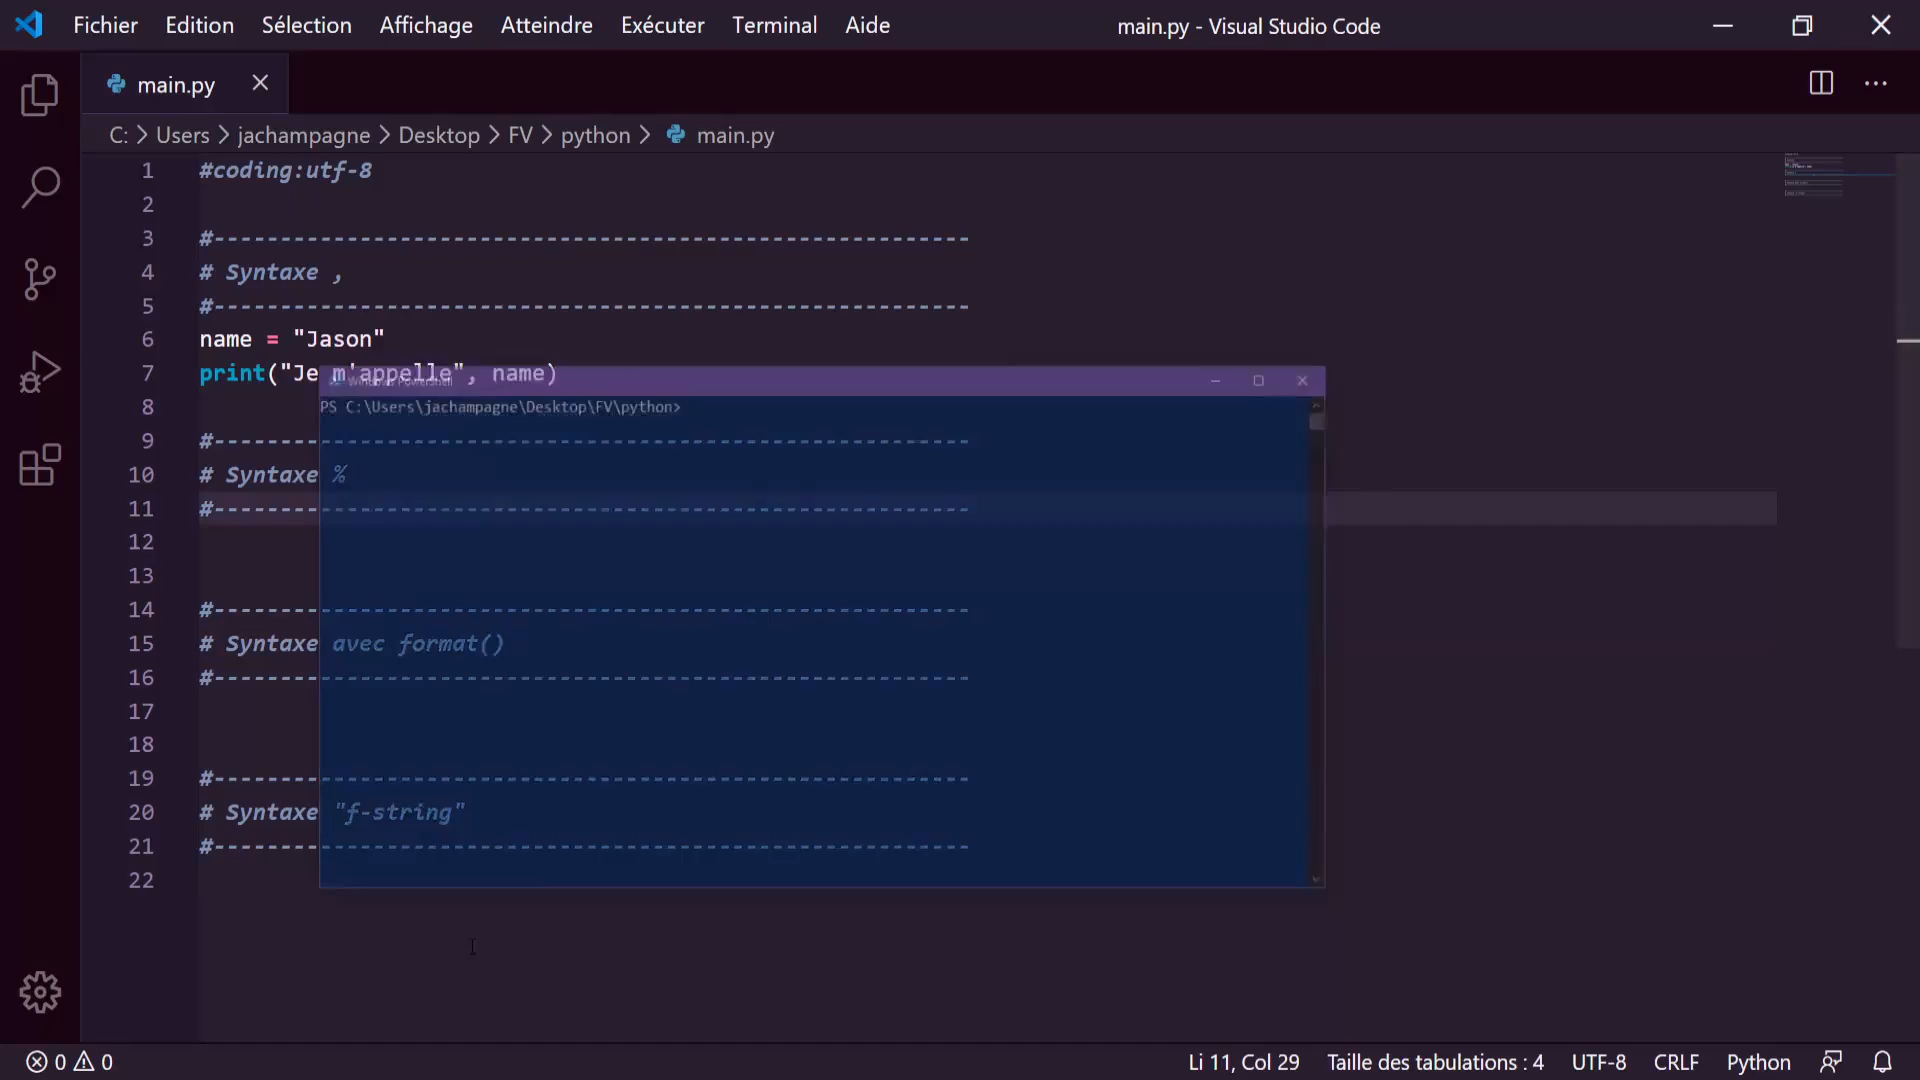 Fichier Edition Sélection Affichage Atteindre Exécuter Terminal Aide main.py - Visual Studio Code
main.py
C: > Users > jachampagne > Desktop > FV > python > main.py
1 #coding:utf-8
2
3 #---------------------------------------------------------
4 # Syntaxe ,
5 #---------------------------------------------------------
6 name = "Jason"
7 print("Je m'appelle", name)
Windows PowerShell
8
PS C:\Users\jachampagne\Desktop\FV\python>
9 #---------------------------------------------------------
10 # Syntaxe %
11 #---------------------------------------------------------
12
13
14 #---------------------------------------------------------
15 # Syntaxe avec format()
16 #---------------------------------------------------------
17
18
19 #---------------------------------------------------------
20 # Syntaxe "f-string"
21 #---------------------------------------------------------
22
0 0 Li 11, Col 29 Taille des tabulations : 4 UTF-8 CRLF Python